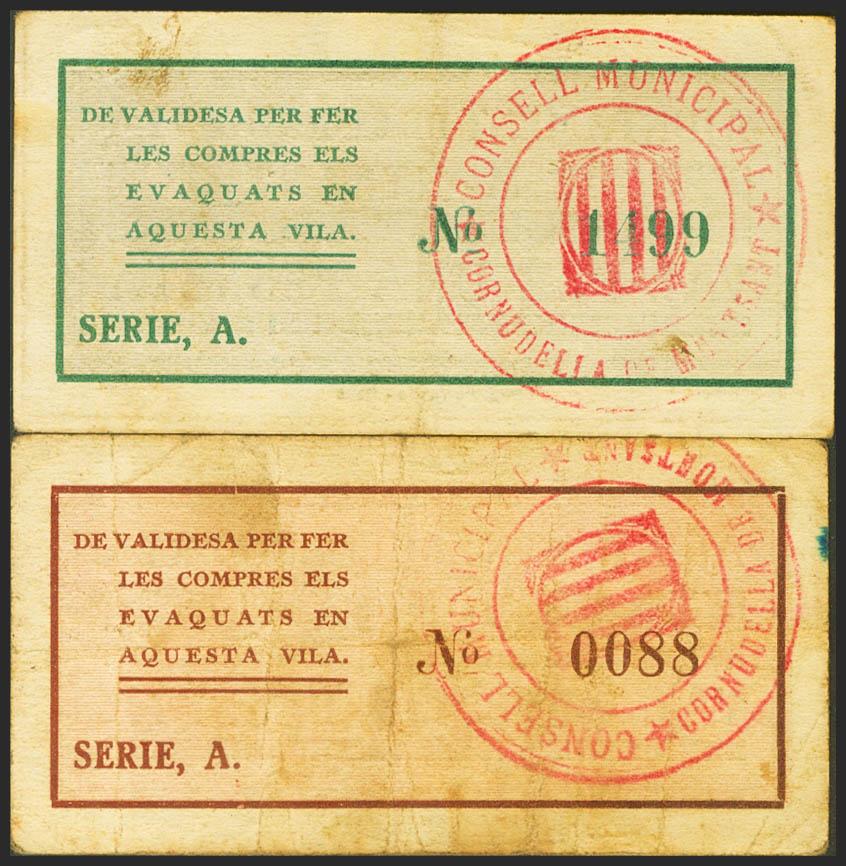 DE VALIDESA PER FER
LES COMPRES ELS
EVAQUATS EN
AQUESTA VILA.
SERIE, A.
No 1499
CONSELL MUNICIPAL
CORNUDELLA DE MONTSANT
DE VALIDESA PER FER
LES COMPRES ELS
EVAQUATS EN
AQUESTA VILA.
SERIE, A.
No 0088
CONSELL MUNICIPAL
CORNUDELLA DE MONTSANT